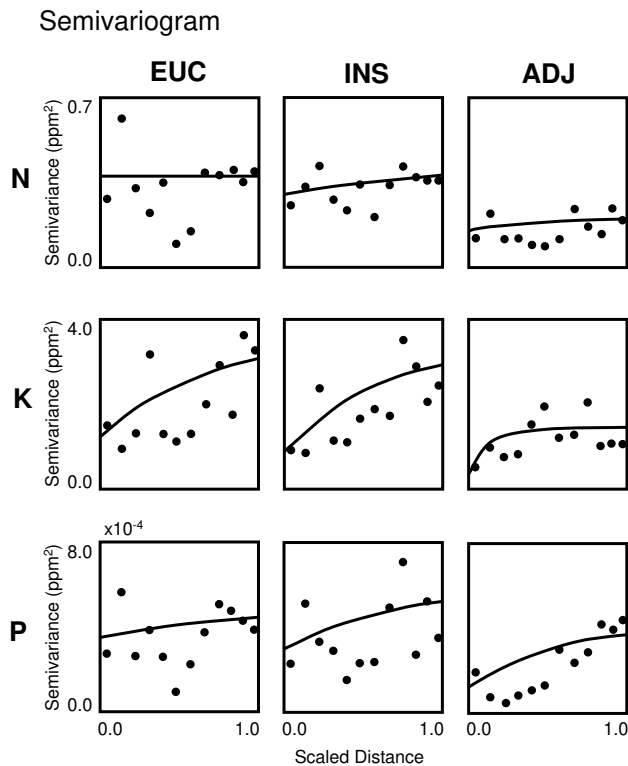 Semivariogram
EUC INS ADJ
N
Semivariance (ppm²)
0.7
0.0
K
Semivariance (ppm²)
4.0
0.0
x10⁻⁴
P
Semivariance (ppm²)
8.0
0.0
0.0 1.0 0.0 1.0 0.0 1.0
Scaled Distance